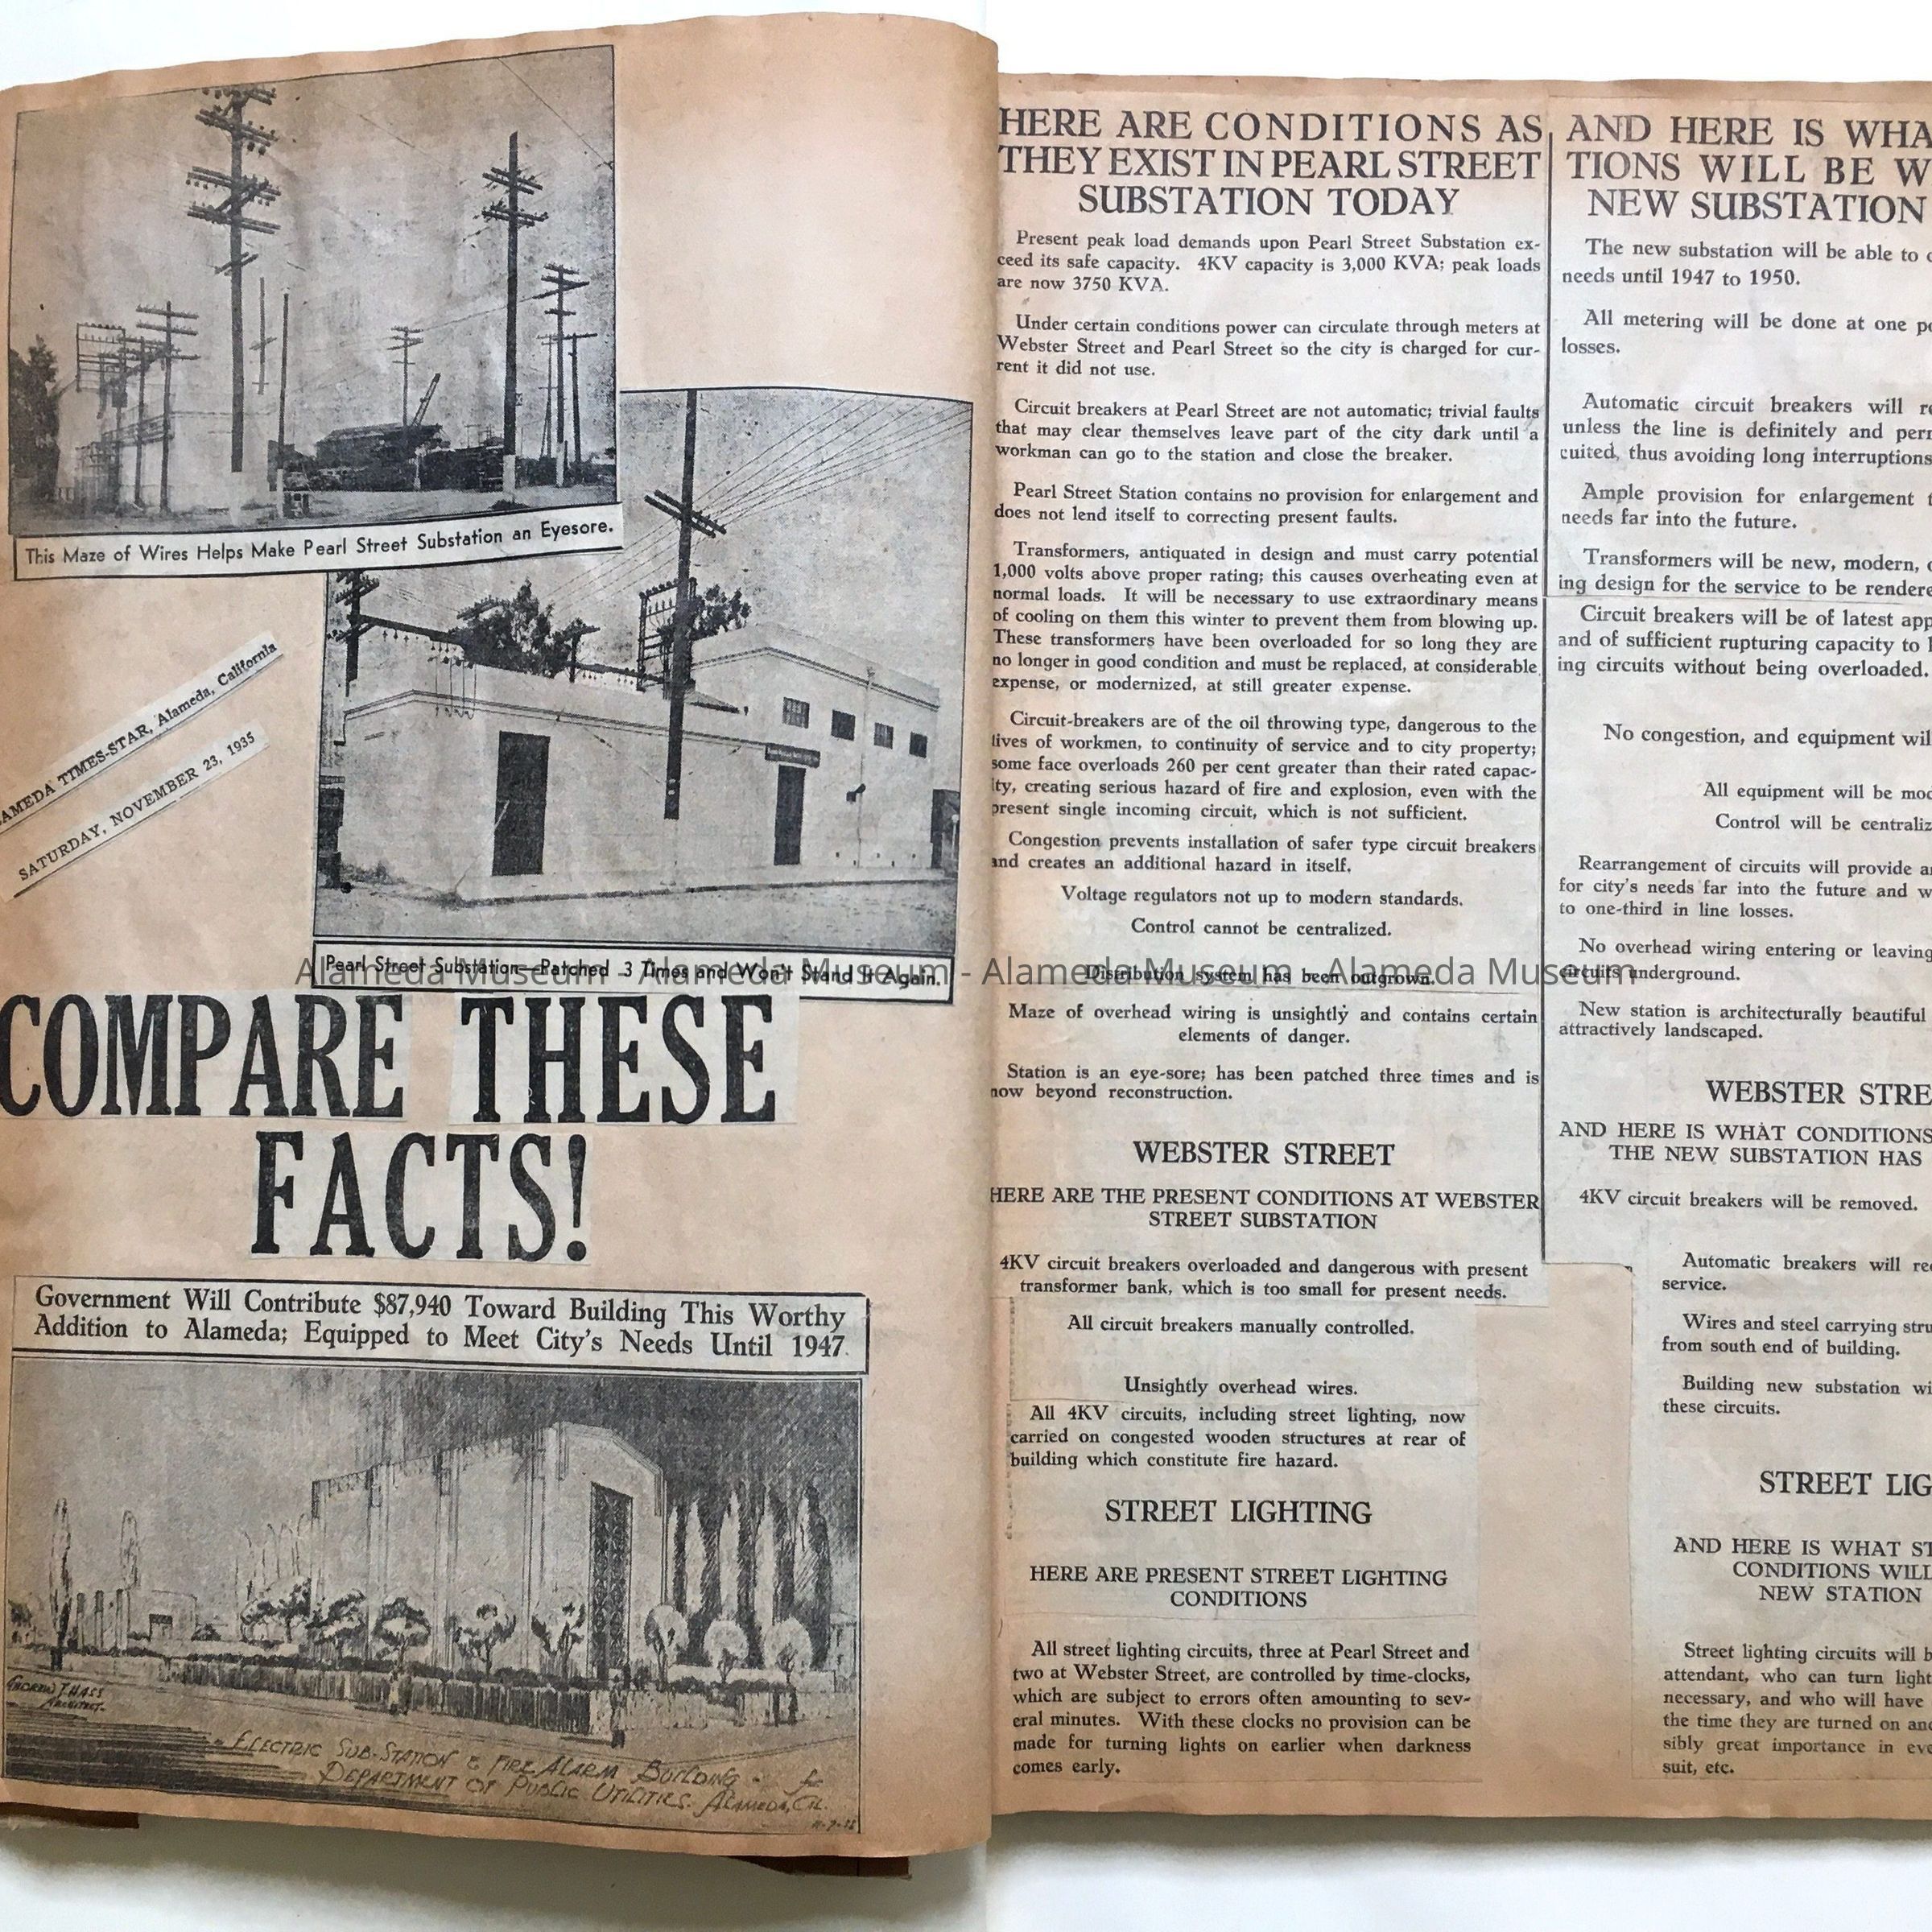 This Maze of Wires Helps Make Pearl Street Substation an Eyesore.
AMEDA TIMES-STAR, Alameda, California
SATURDAY, NOVEMBER 23, 1935
Pearl Street Substation—Patched 3 Times and Won't Stand It Again.
COMPARE THESE
FACTS!
Government Will Contribute $87,940 Toward Building This Worthy
Addition to Alameda; Equipped to Meet City's Needs Until 1947.
ANDREW T. HASS
ARCHITECT.
ELECTRIC SUB-STATION & FIRE ALARM BUILDING - for
DEPARTMENT OF PUBLIC UTILITIES. ALAMEDA, CAL.
HERE ARE CONDITIONS AS
THEY EXIST IN PEARL STREET
SUBSTATION TODAY
Present peak load demands upon Pearl Street Substation ex-
ceed its safe capacity. 4KV capacity is 3,000 KVA; peak loads
are now 3750 KVA.
Under certain conditions power can circulate through meters at
Webster Street and Pearl Street so the city is charged for cur-
rent it did not use.
Circuit breakers at Pearl Street are not automatic; trivial faults
that may clear themselves leave part of the city dark until a
workman can go to the station and close the breaker.
Pearl Street Station contains no provision for enlargement and
does not lend itself to correcting present faults.
Transformers, antiquated in design and must carry potential
1,000 volts above proper rating; this causes overheating even at
normal loads. It will be necessary to use extraordinary means
of cooling on them this winter to prevent them from blowing up.
These transformers have been overloaded for so long they are
no longer in good condition and must be replaced, at considerable
expense, or modernized, at still greater expense.
Circuit-breakers are of the oil throwing type, dangerous to the
lives of workmen, to continuity of service and to city property;
some face overloads 260 per cent greater than their rated capac-
ity, creating serious hazard of fire and explosion, even with the
present single incoming circuit, which is not sufficient.
Congestion prevents installation of safer type circuit breakers
and creates an additional hazard in itself.
Voltage regulators not up to modern standards.
Control cannot be centralized.
Distribution system has been outgrown.
Maze of overhead wiring is unsightly and contains certain
elements of danger.
Station is an eye-sore; has been patched three times and is
now beyond reconstruction.
WEBSTER STREET
HERE ARE THE PRESENT CONDITIONS AT WEBSTER
STREET SUBSTATION
4KV circuit breakers overloaded and dangerous with present
transformer bank, which is too small for present needs.
All circuit breakers manually controlled.
Unsightly overhead wires.
All 4KV circuits, including street lighting, now
carried on congested wooden structures at rear of
building which constitute fire hazard.
STREET LIGHTING
HERE ARE PRESENT STREET LIGHTING
CONDITIONS
All street lighting circuits, three at Pearl Street and
two at Webster Street, are controlled by time-clocks,
which are subject to errors often amounting to sev-
eral minutes. With these clocks no provision can be
made for turning lights on earlier when darkness
comes early.
AND HERE IS WHA
TIONS WILL BE W
NEW SUBSTATION
The new substation will be able to
needs until 1947 to 1950.
All metering will be done at one
losses.
Automatic circuit breakers will re
unless the line is definitely and
cuited, thus avoiding long interruptions
Ample provision for enlargement
needs far into the future.
Transformers will be new, modern,
ing design for the service to be rendere
Circuit breakers will be of latest app
and of sufficient rupturing capacity to
ing circuits without being overloaded.
No congestion, and equipment wil
All equipment will be mod
Control will be centraliz
Rearrangement of circuits will provide
for city's needs far into the future and w
to one-third in line losses.
No overhead wiring entering or leaving
circuits underground.
New station is architecturally beautiful
attractively landscaped.
WEBSTER STRE
AND HERE IS WHAT CONDITIONS
THE NEW SUBSTATION HAS
4KV circuit breakers will be removed.
Automatic breakers will re
service.
Wires and steel carrying stru
from south end of building.
Building new substation wi
these circuits.
STREET LIG
AND HERE IS WHAT ST
CONDITIONS WILL
NEW STATION
Street lighting circuits will b
attendant, who can turn light
necessary, and who will have
the time they are turned on and
sibly great importance in eve
suit, etc.
Alameda Museum - Alameda Museum - Alameda Museum - Alameda Museum